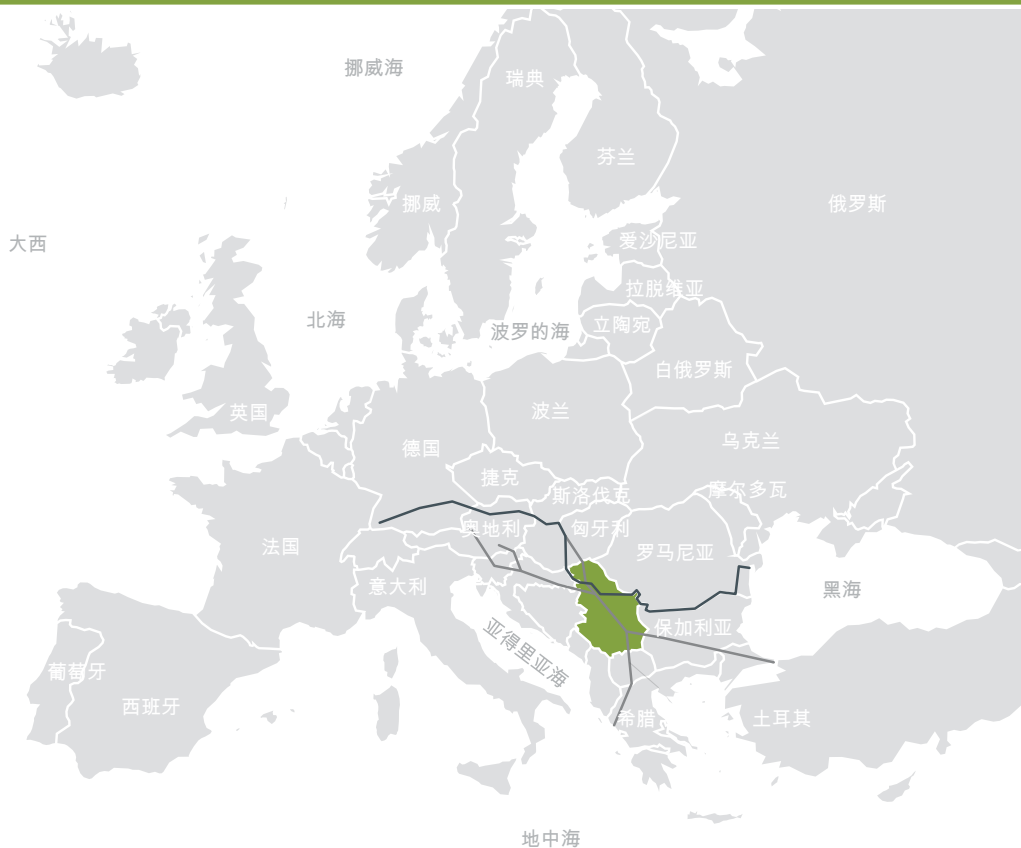 挪威海
瑞典
芬兰
挪威
俄罗斯
大西
爱沙尼亚
拉脱维亚
北海
波罗的海
立陶宛
白俄罗斯
英国
波兰
德国
乌克兰
捷克
斯洛伐克
摩尔多瓦
奥地利
匈牙利
法国
罗马尼亚
意大利
黑海
保加利亚
亚得里亚海
葡萄牙
西班牙
希腊
土耳其
地中海